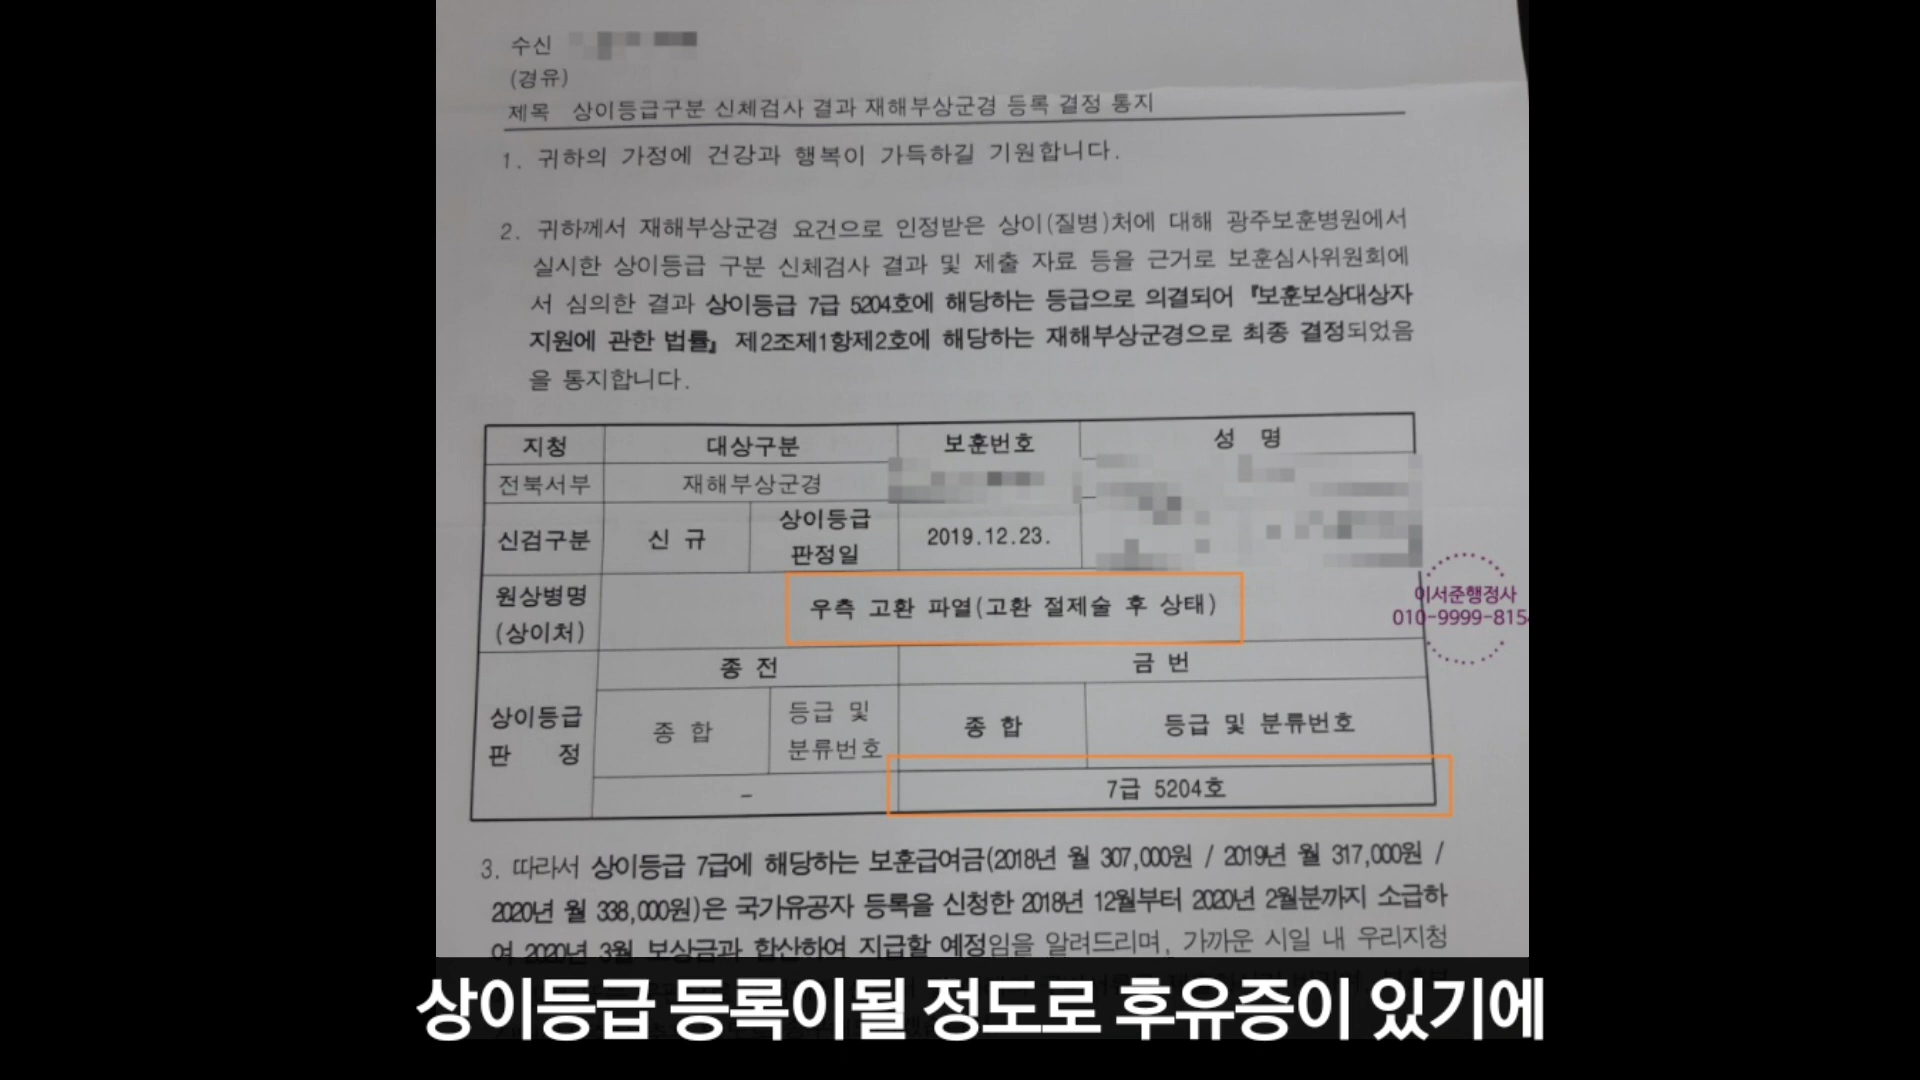 수신
(경유)
제목 상이등급구분 신체검사 결과 재해부상군경 등록 결정 통지
1. 귀하의 가정에 건강과 행복이 가득하길 기원합니다.
2. 귀하께서 재해부상군경 요건으로 인정받은 상이(질병)처에 대해 광주보훈병원에서
실시한 상이등급 구분 신체검사 결과 및 제출 자료 등을 근거로 보훈심사위원회에
서 심의한 결과 상이등급 7급 5204호에 해당하는 등급으로 의결되어 『보훈보상대상자
지원에 관한 법률』 제2조제1항제2호에 해당하는 재해부상군경으로 최종 결정되었음
을 통지합니다.
지청 대상구분 보훈번호 성 명
전북서부 재해부상군경
신검구분 신 규 상이등급 판정일 2019.12.23.
원상병명 (상이처) 우측 고환 파열(고환 절제술 후 상태)
이서준행정사
010-9999-815
종 전 금 번
상이등급 판 정 종 합 등급 및 분류번호 종 합 등급 및 분류번호
- 7급 5204호
3. 따라서 상이등급 7급에 해당하는 보훈급여금(2018년 월 307,000원 / 2019년 월 317,000원 /
2020년 월 338,000원)은 국가유공자 등록을 신청한 2018년 12월부터 2020년 2월분까지 소급하
여 2020년 3월 보상금과 합산하여 지급할 예정임을 알려드리며, 가까운 시일 내 우리지청
상이등급 등록이될 정도로 후유증이 있기에